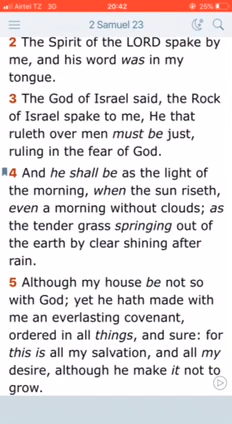 Airtel TZ 3G 20:42 25%
2 Samuel 23
2 The Spirit of the LORD spake by
me, and his word was in my
tongue.
3 The God of Israel said, the Rock
of Israel spake to me, He that
ruleth over men must be just,
ruling in the fear of God.
4 And he shall be as the light of
the morning, when the sun riseth,
even a morning without clouds; as
the tender grass springing out of
the earth by clear shining after
rain.
5 Although my house be not so
with God; yet he hath made with
me an everlasting covenant,
ordered in all things, and sure: for
this is all my salvation, and all my
desire, although he make it not to
grow.